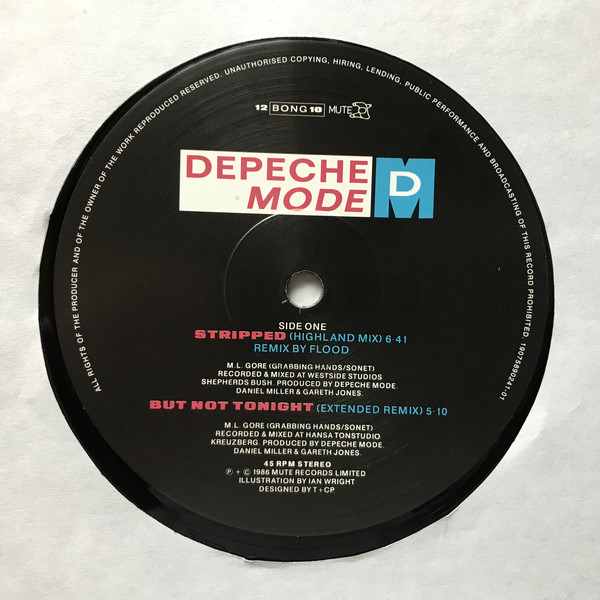 ALL RIGHTS OF THE PRODUCER AND OF THE OWNER OF THE WORK REPRODUCED RESERVED. UNAUTHORISED COPYING, HIRING, LENDING, PUBLIC PERFORMANCE AND BROADCASTING OF THIS RECORD PROHIBITED. 19075890241-01
12 BONG 10 MUTE
DEPECHE
MODE
DM
SIDE ONE
STRIPPED (HIGHLAND MIX) 6·41
REMIX BY FLOOD
M.L. GORE (GRABBING HANDS/SONET)
RECORDED & MIXED AT WESTSIDE STUDIOS
SHEPHERDS BUSH. PRODUCED BY DEPECHE MODE.
DANIEL MILLER & GARETH JONES.
BUT NOT TONIGHT (EXTENDED REMIX) 5·10
M.L. GORE (GRABBING HANDS/SONET)
RECORDED & MIXED AT HANSA TONSTUDIO
KREUZBERG. PRODUCED BY DEPECHE MODE.
DANIEL MILLER & GARETH JONES.
45 RPM STEREO
℗ + © 1986 MUTE RECORDS LIMITED
ILLUSTRATION BY IAN WRIGHT
DESIGNED BY T+CP